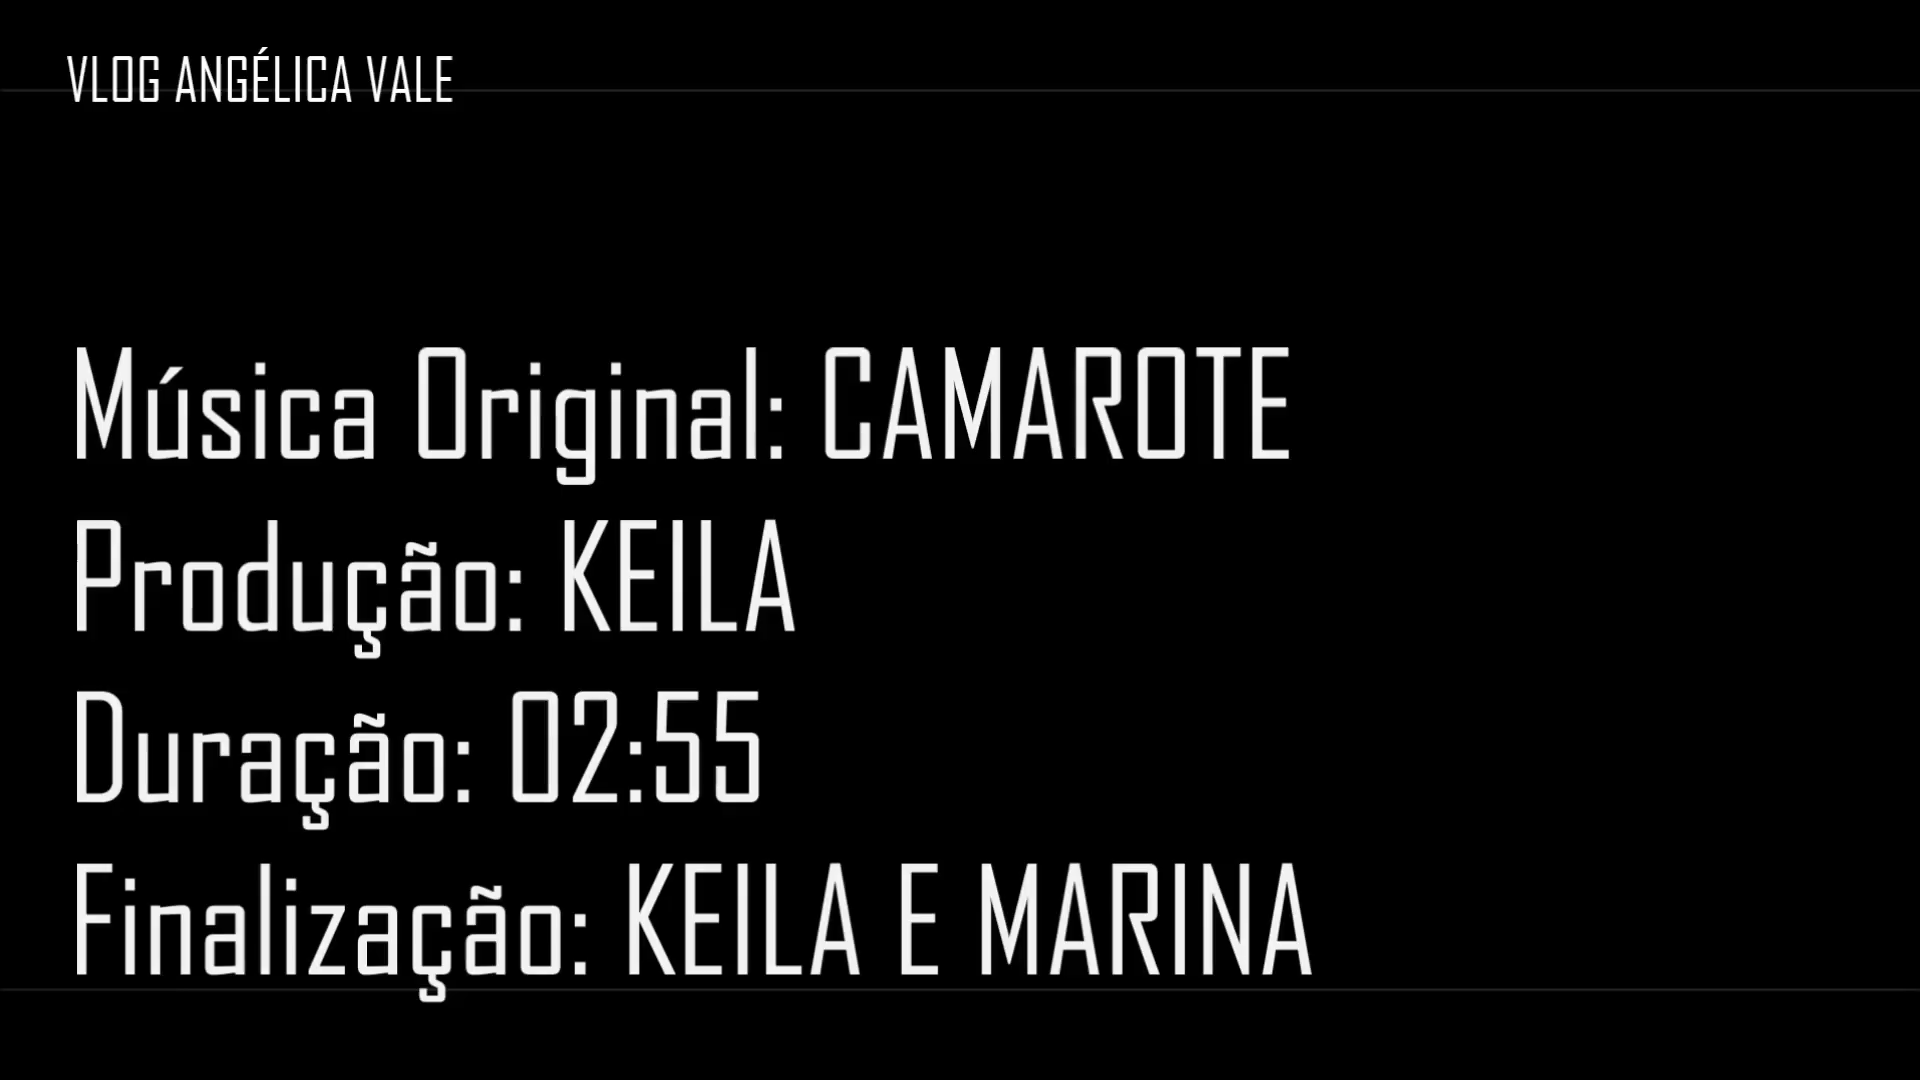 VLOG ANGÉLICA VALE
Música Original: CAMAROTE
Produção: KEILA
Duração: 02:55
Finalização: KEILA E MARINA